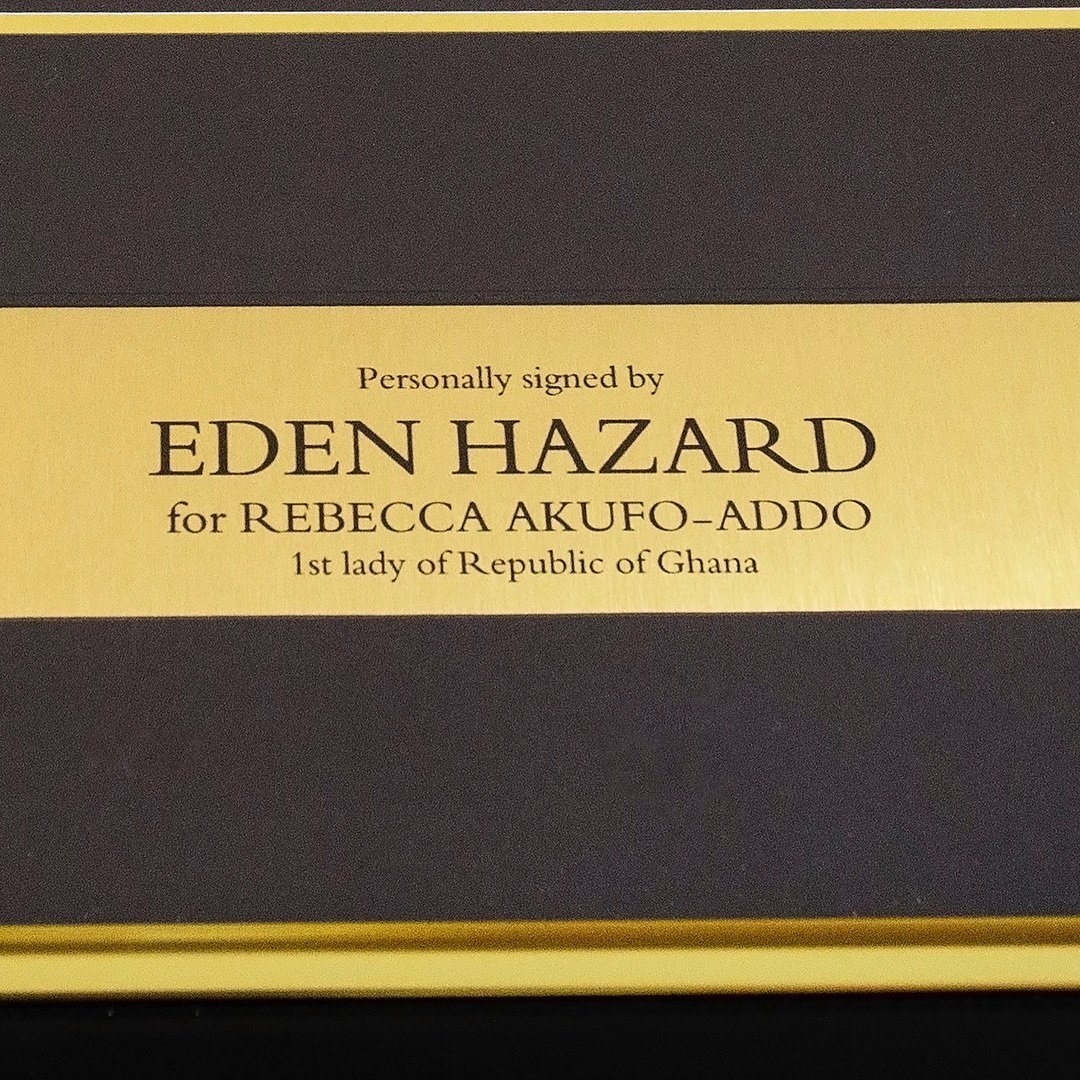 Personally signed by
EDEN HAZARD
for REBECCA AKUFO-ADDO
1st lady of Republic of Ghana